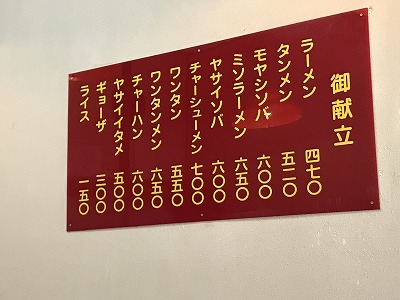 御献立
ラーメン 四七〇
タンメン 五二〇
モヤシソバ 六〇〇
ミソラーメン 六五〇
ヤサイソバ 六〇〇
チャーシューメン 七〇〇
ワンタン 五五〇
ワンタンメン 六五〇
チャーハン 六〇〇
ヤサイイタメ 五〇〇
ギョーザ 三〇〇
ライス 一五〇